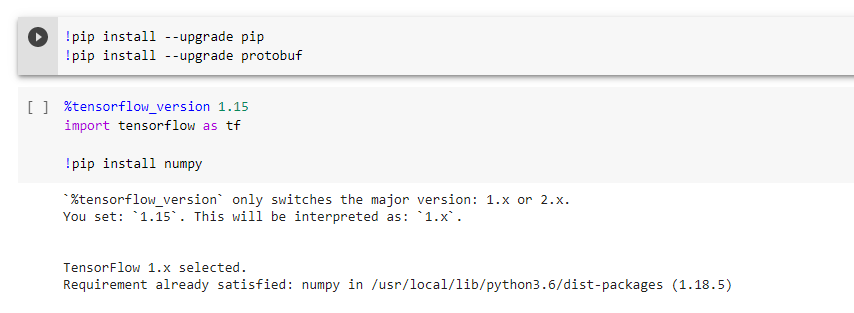 !pip install --upgrade pip
!pip install --upgrade protobuf
[ ] %tensorflow_version 1.15
import tensorflow as tf
!pip install numpy
`%tensorflow_version` only switches the major version: 1.x or 2.x.
You set: `1.15`. This will be interpreted as: `1.x`.
TensorFlow 1.x selected.
Requirement already satisfied: numpy in /usr/local/lib/python3.6/dist-packages (1.18.5)